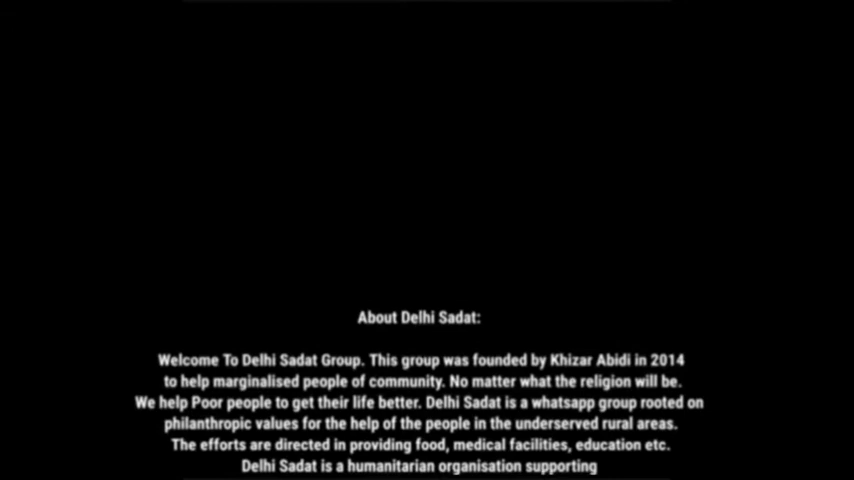 About Delhi Sadat:
Welcome To Delhi Sadat Group. This group was founded by Khizar Abidi in 2014
to help marginalised people of community. No matter what the religion will be.
We help Poor people to get their life better. Delhi Sadat is a whatsapp group rooted on
philanthropic values for the help of the people in the underserved rural areas.
The efforts are directed in providing food, medical facilities, education etc.
Delhi Sadat is a humanitarian organisation supporting